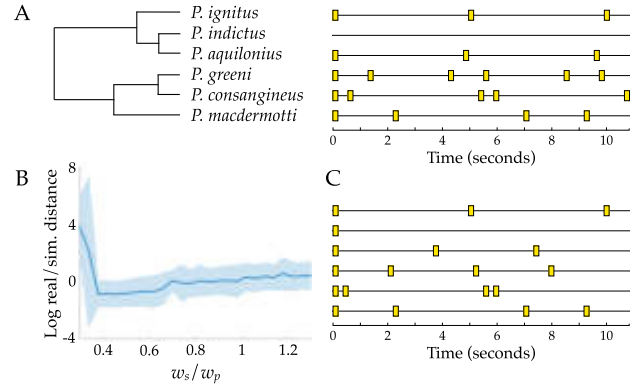 A
P. ignitus
P. indictus
P. aquilonius
P. greeni
P. consangineus
P. macdermotti
0 2 4 6 8 10
Time (seconds)
B
Log real/sim. distance
8
4
0
-4
0.4 0.6 0.8 1 1.2
ws/wp
C
0 2 4 6 8 10
Time (seconds)